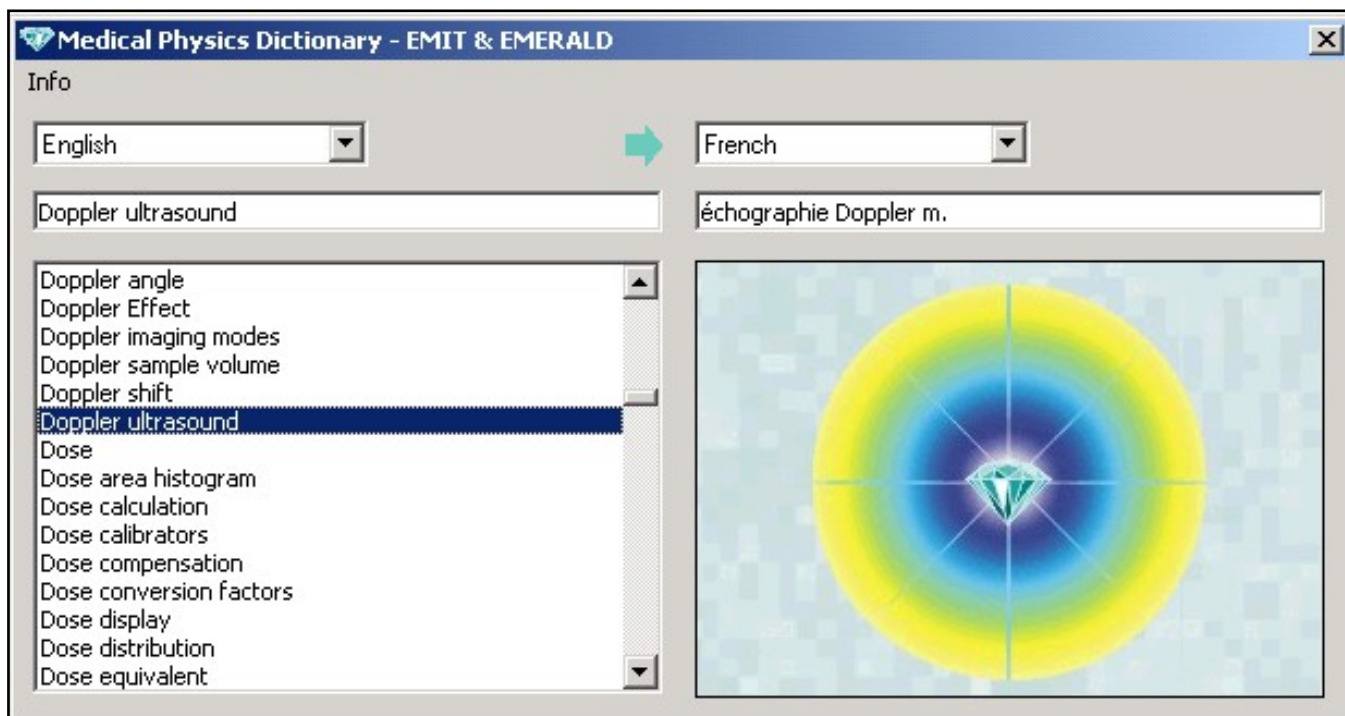 Medical Physics Dictionary - EMIT & EMERALD
Info
English
French
Doppler ultrasound
échographie Doppler m.
Doppler angle
Doppler Effect
Doppler imaging modes
Doppler sample volume
Doppler shift
Doppler ultrasound
Dose
Dose area histogram
Dose calculation
Dose calibrators
Dose compensation
Dose conversion factors
Dose display
Dose distribution
Dose equivalent